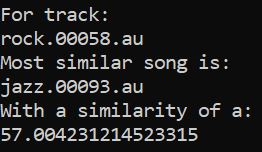 For track:
rock.00058.au
Most similar song is:
jazz.00093.au
With a similarity of a:
57.004231214523315